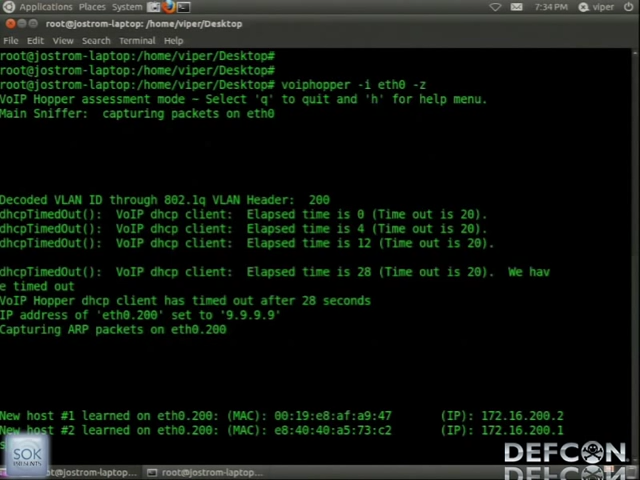 Applications Places System 7:34 PM viper
root@jostrom-laptop: /home/viper/Desktop
File Edit View Search Terminal Help
root@jostrom-laptop:/home/viper/Desktop#
root@jostrom-laptop:/home/viper/Desktop#
root@jostrom-laptop:/home/viper/Desktop# voiphopper -i eth0 -z
VoIP Hopper assessment mode ~ Select 'q' to quit and 'h' for help menu.
Main Sniffer:  capturing packets on eth0
Decoded VLAN ID through 802.1q VLAN Header:  200
dhcpTimedOut():  VoIP dhcp client:  Elapsed time is 0 (Time out is 20).
dhcpTimedOut():  VoIP dhcp client:  Elapsed time is 4 (Time out is 20).
dhcpTimedOut():  VoIP dhcp client:  Elapsed time is 12 (Time out is 20).
dhcpTimedOut():  VoIP dhcp client:  Elapsed time is 28 (Time out is 20).  We hav
e timed out
VoIP Hopper dhcp client has timed out after 28 seconds
IP address of 'eth0.200' set to '9.9.9.9'
Capturing ARP packets on eth0.200
New host #1 learned on eth0.200: (MAC): 00:19:e8:af:a9:47 (IP): 172.16.200.2
New host #2 learned on eth0.200: (MAC): e8:40:40:a5:73:c2 (IP): 172.16.200.1
SOK
PRESENTS
DEFCON
root@jostrom-laptop... root@jostrom-laptop:...